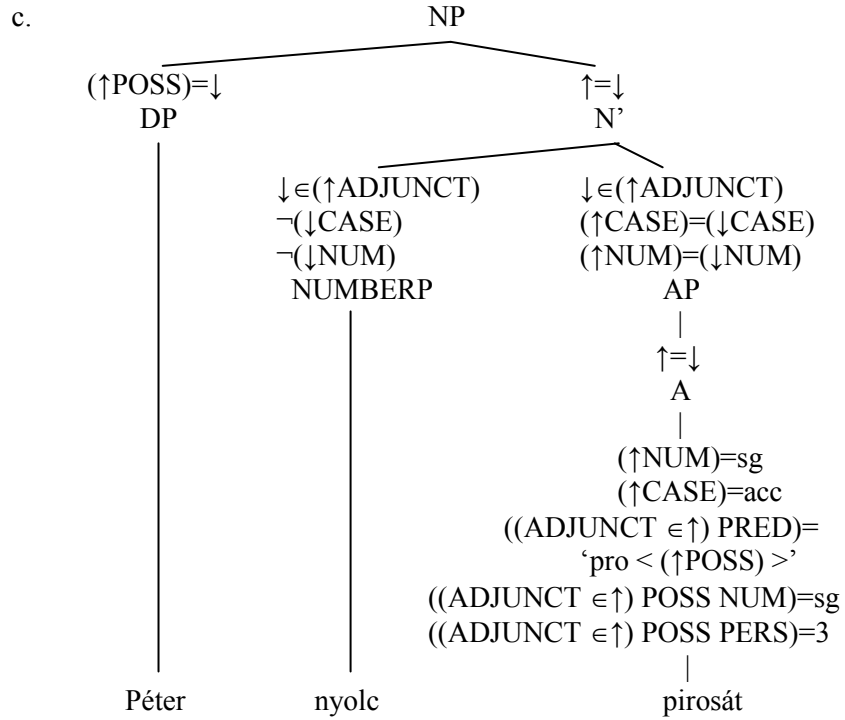 c. NP
(↑POSS)=↓ ↑=↓
DP N’
↓∈(↑ADJUNCT) ↓∈(↑ADJUNCT)
¬(↓CASE) (↑CASE)=(↓CASE)
¬(↓NUM) (↑NUM)=(↓NUM)
NUMBERP AP
↑=↓
A
(↑NUM)=sg
(↑CASE)=acc
((ADJUNCT ∈↑) PRED)=
‘pro < (↑POSS) >’
((ADJUNCT ∈↑) POSS NUM)=sg
((ADJUNCT ∈↑) POSS PERS)=3
Péter nyolc pirosát